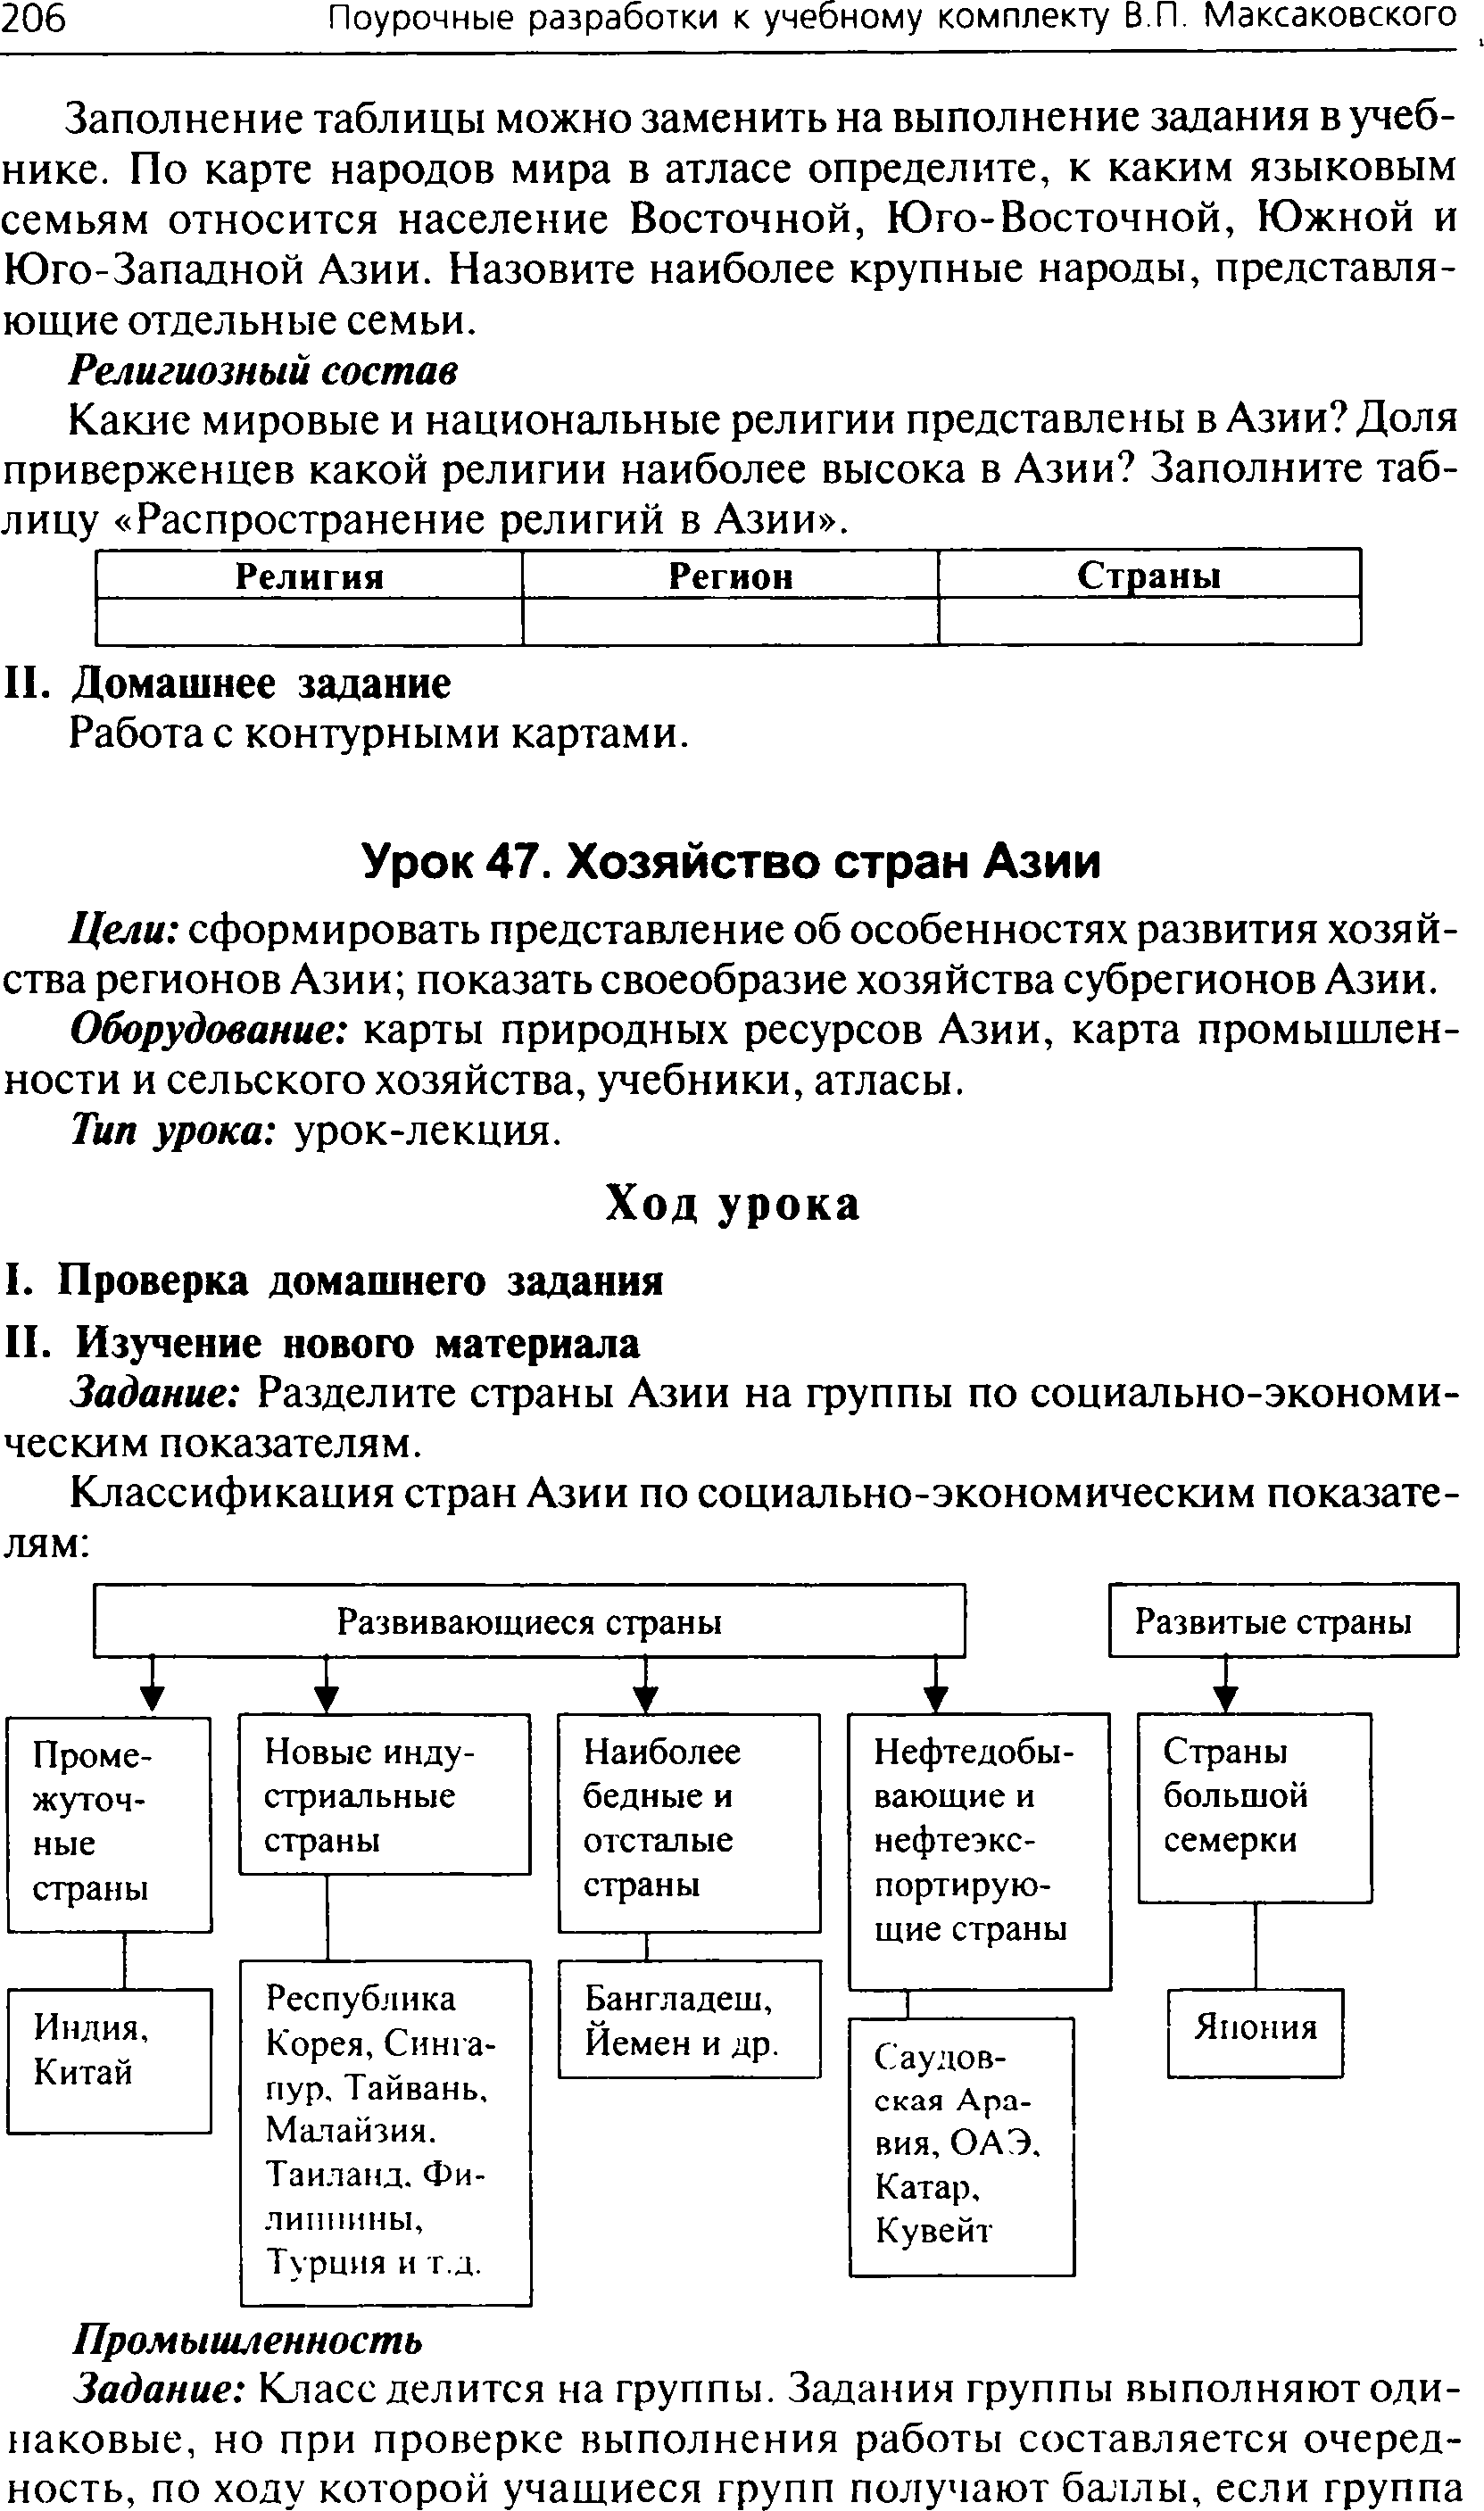 206 Поурочные разработки к учебному комплекту В.П. Максаковского
Заполнение таблицы можно заменить на выполнение задания в учеб-
нике. По карте народов мира в атласе определите, к каким языковым
семьям относится население Восточной, Юго-Восточной, Южной и
Юго-Западной Азии. Назовите наиболее крупные народы, представля-
ющие отдельные семьи.
Религиозный состав
Какие мировые и национальные религии представлены в Азии? Доля
приверженцев какой религии наиболее высока в Азии? Заполните таб-
лицу «Распространение религий в Азии».
Религия Регион Страны
II. Домашнее задание
Работа с контурными картами.
Урок 47. Хозяйство стран Азии
Цели: сформировать представление об особенностях развития хозяй-
ства регионов Азии; показать своеобразие хозяйства субрегионов Азии.
Оборудование: карты природных ресурсов Азии, карта промышлен-
ности и сельского хозяйства, учебники, атласы.
Тип урока: урок-лекция.
Ход урока
I. Проверка домашнего задания
II. Изучение нового материала
Задание: Разделите страны Азии на группы по социально-экономи-
ческим показателям.
Классификация стран Азии по социально-экономическим показате-
лям:
Развивающиеся страны
Развитые страны
Проме-
жуточ-
ные
страны
Новые инду-
стриальные
страны
Наиболее
бедные и
отсталые
страны
Нефтедобы-
вающие и
нефтеэкс-
портирую-
щие страны
Страны
большой
семерки
Индия,
Китай
Республика
Корея, Синга-
пур, Тайвань,
Малайзия,
Таиланд, Фи-
липпины,
Турция и т.д.
Бангладеш,
Йемен и др.
Саудов-
ская Ара-
вия, ОАЭ,
Катар,
Кувейт
Япония
Промышленность
Задание: Класс делится на группы. Задания группы выполняют оди-
наковые, но при проверке выполнения работы составляется очеред-
ность, по ходу которой учащиеся групп получают баллы, если группа